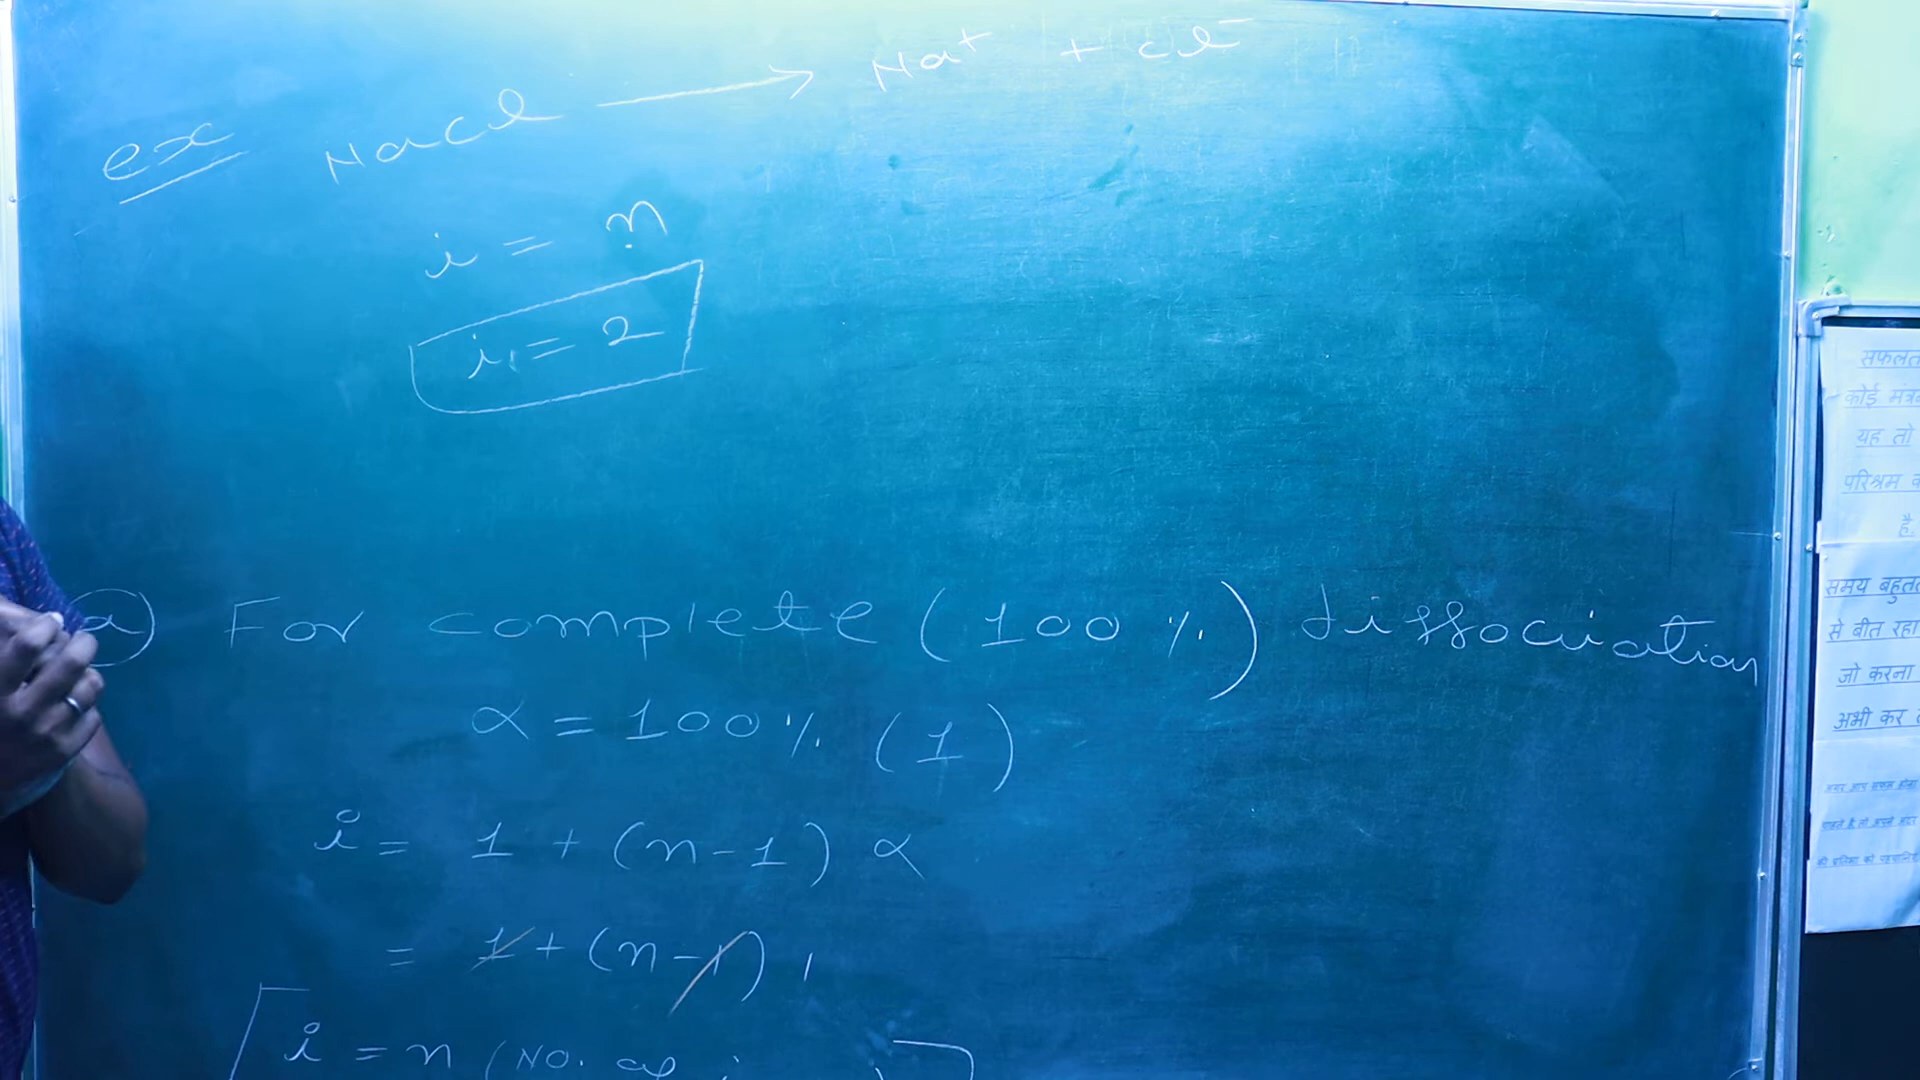 ex NaCl ⟶ Na⁺ + Cl⁻
i = n
i = 2
a) For complete (100 %) dissociation
α = 100% (1)
i = 1 + (n-1) α
= 1 + (n-1) 1
i = n (No. of
सफलत
कोई मंत्र
यह तो
परिश्रम
है.
समय बहुत
से बीत रहा
जो करना
अभी कर